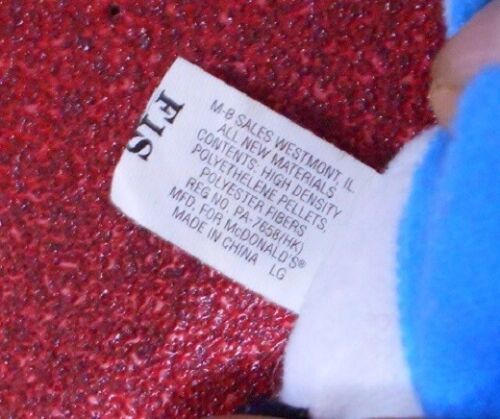 FIS
M-B SALES WESTMONT, IL
ALL NEW MATERIALS
CONTENTS: HIGH DENSITY
POLYETHELENE PELLETS,
POLYESTER FIBERS
REG NO. PA-7658(HK)
MFD. FOR McDONALD'S®
MADE IN CHINA LG